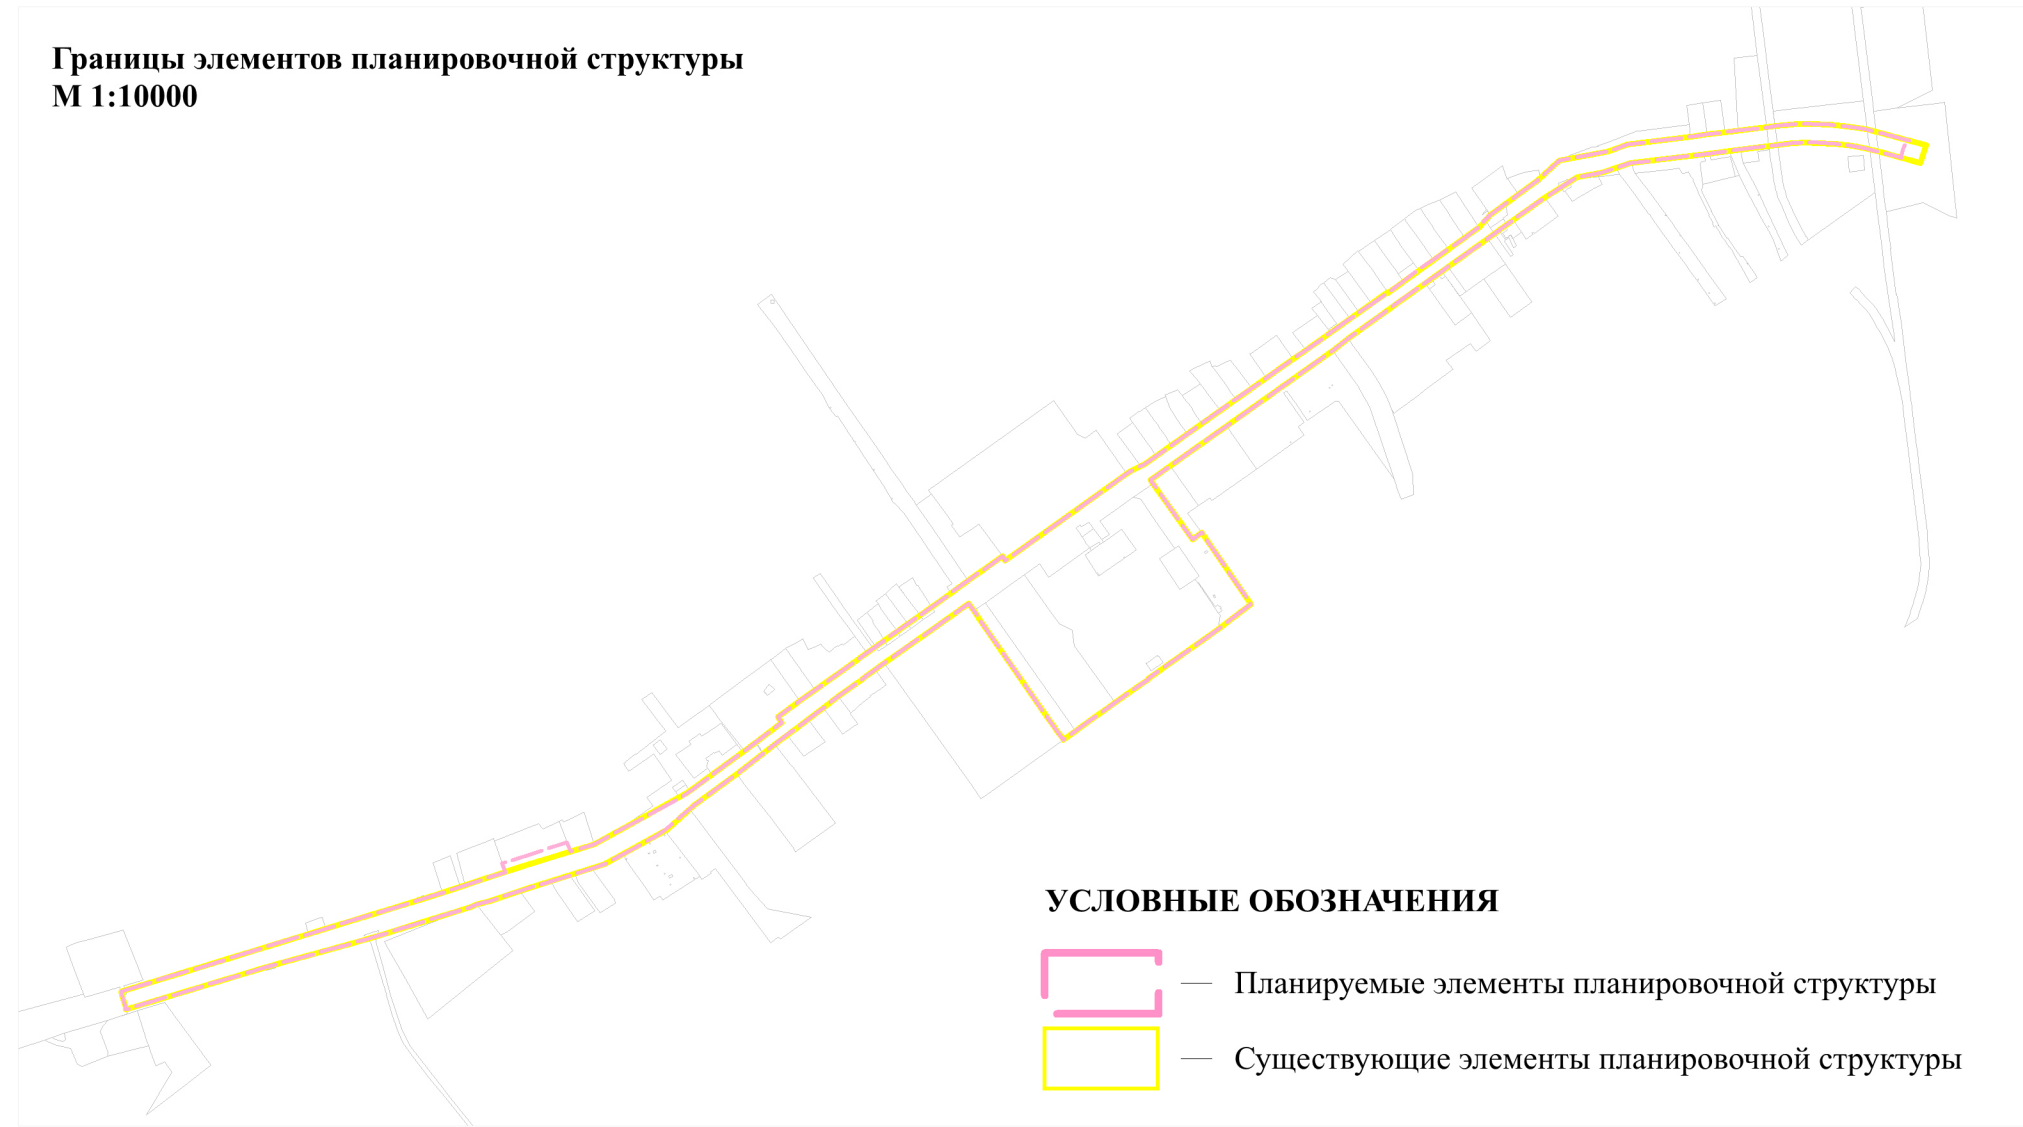 Границы элементов планировочной структуры
М 1:10000
УСЛОВНЫЕ ОБОЗНАЧЕНИЯ
— Планируемые элементы планировочной структуры
— Существующие элементы планировочной структуры